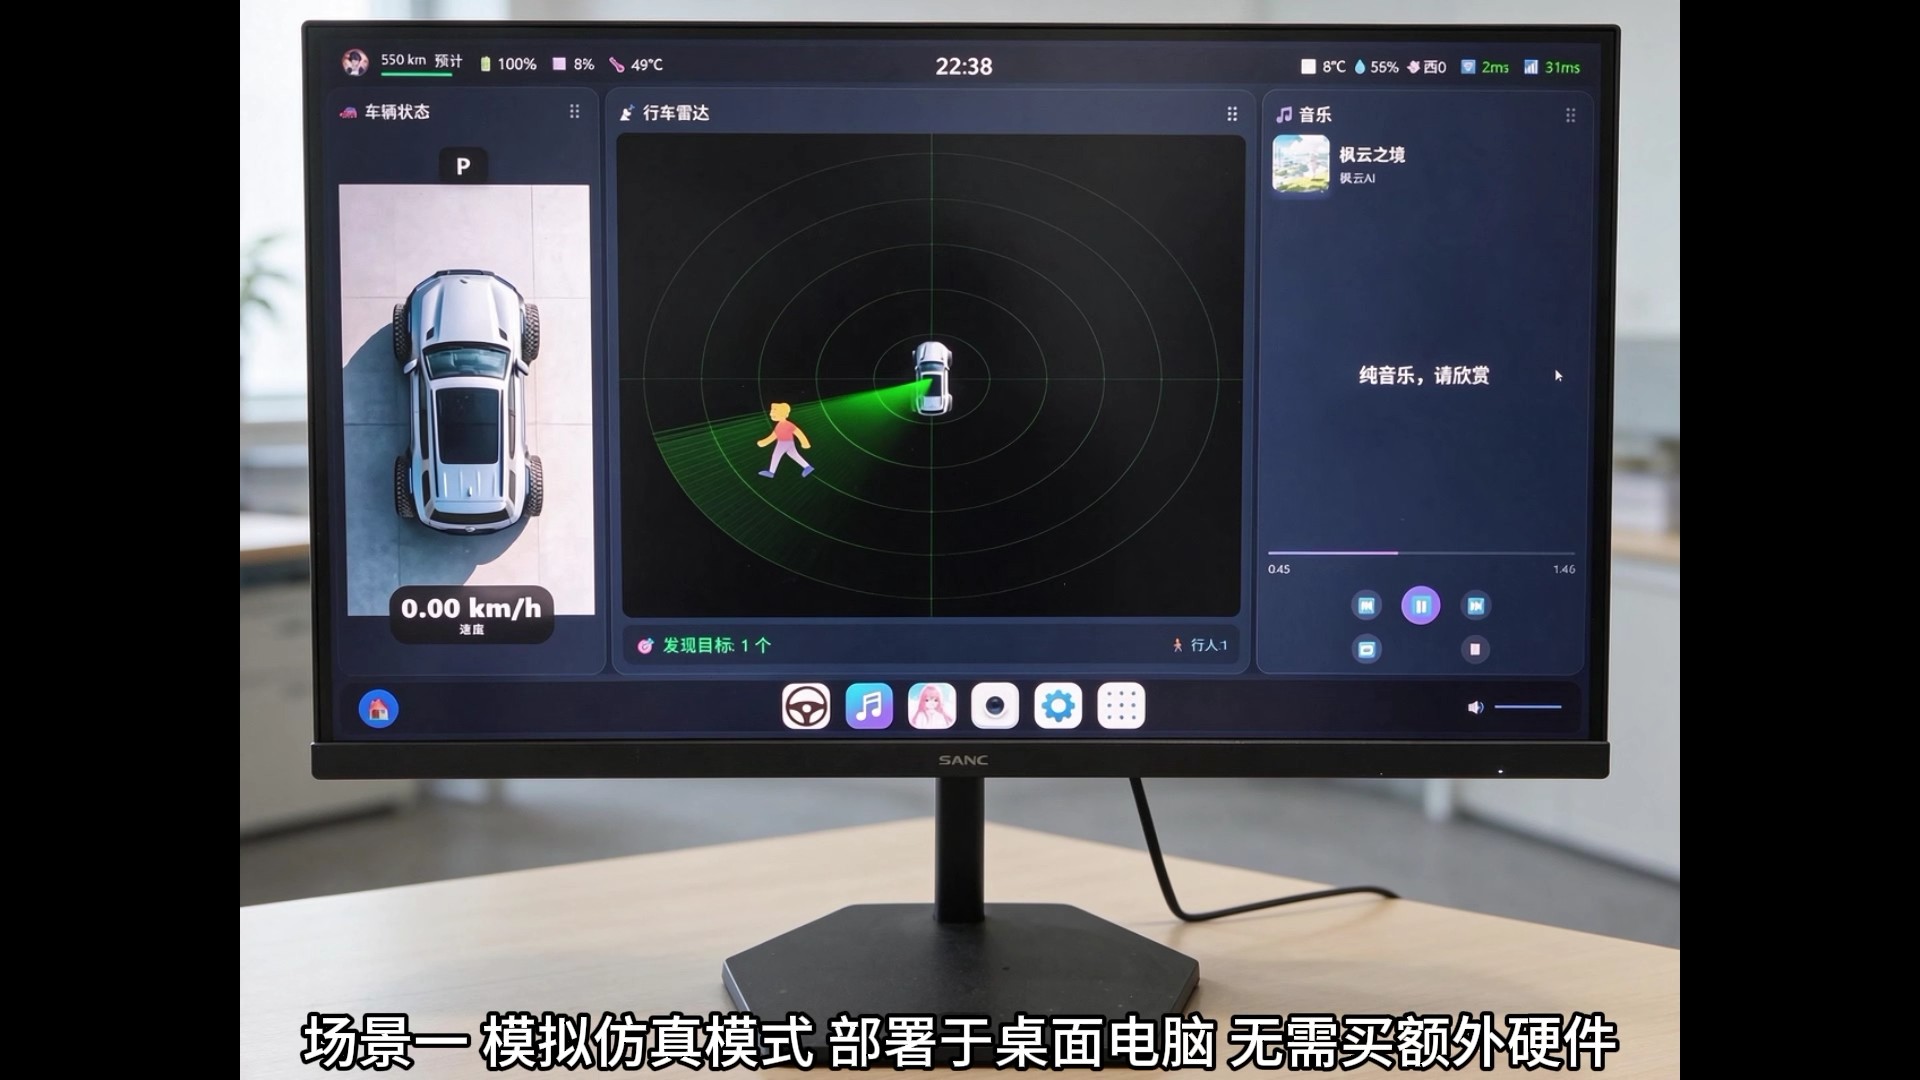 550 km 预计 100% 8% 49℃
22:38
8℃ 56% 西0 2ms 31ms
车辆状态
P
0.00 km/h
速度
行车雷达
发现目标: 1 个
行人:1
音乐
枫云之境
枫云AI
纯音乐，请欣赏
0:45
1:46
SANC
场景一 模拟仿真模式 部署于桌面电脑 无需买额外硬件